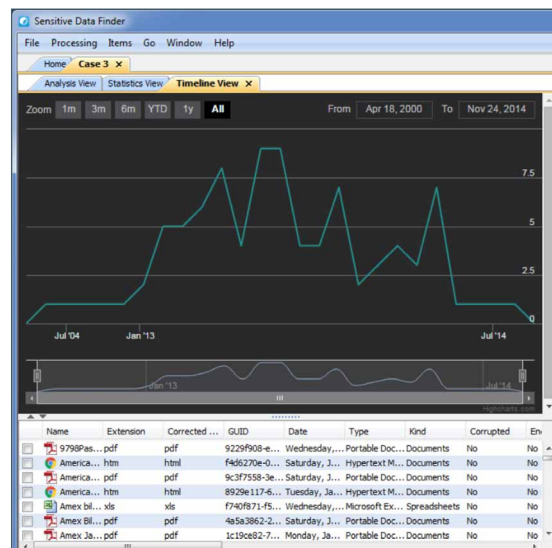 Sensitive Data Finder
File Processing Items Go Window Help
Home Case 3 ×
Analysis View Statistics View Timeline View ×
Zoom 1m 3m 6m YTD 1y All From Apr 18, 2000 To Nov 24, 2014
7.5
5
2.5
0
Jul '04 Jan '13 Jul '14
Jan '13 Jul '14
Highcharts.com
Name Extension Corrected ... GUID Date Type Kind Corrupted
9798Pas... pdf pdf 9229f908-e... Wednesday,... Portable Doc... Documents No No
America... htm html f4d6270e-0... Saturday, J... Hypertext M... Documents No No
America... pdf pdf 9c3f7558-3e... Saturday, J... Portable Doc... Documents No No
America... htm html 8929e117-6... Tuesday, Ja... Hypertext M... Documents No No
Amex bil... xls xls f740f871-f5... Wednesday,... Microsoft Ex... Spreadsheets No No
Amex Bil... pdf pdf 4a5a3862-2... Saturday, J... Portable Doc... Documents No No
Amex Ja... pdf pdf 1c19ce82-7... Monday, Ja... Portable Doc... Documents No No